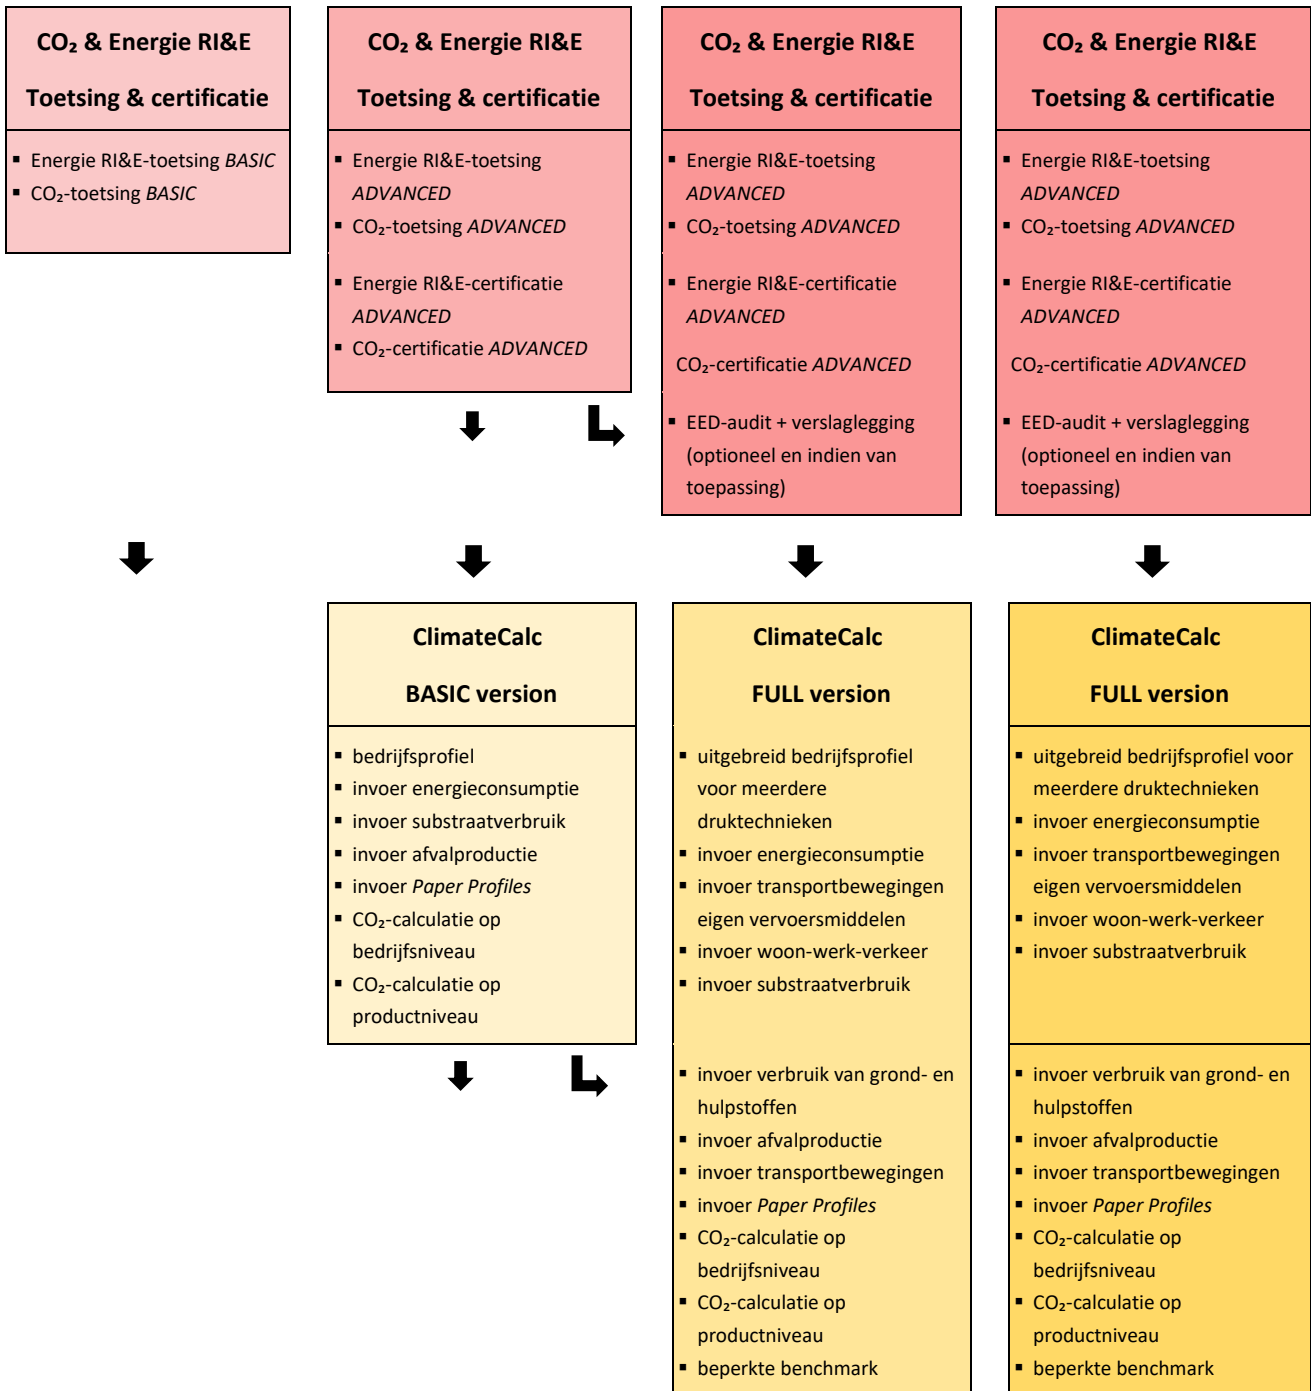 CO₂ & Energie RI&E
Toetsing & certificatie
▪ Energie RI&E-toetsing BASIC
▪ CO₂-toetsing BASIC
CO₂ & Energie RI&E
Toetsing & certificatie
▪ Energie RI&E-toetsing
ADVANCED
▪ CO₂-toetsing ADVANCED
▪ Energie RI&E-certificatie
ADVANCED
▪ CO₂-certificatie ADVANCED
CO₂ & Energie RI&E
Toetsing & certificatie
▪ Energie RI&E-toetsing
ADVANCED
▪ CO₂-toetsing ADVANCED
▪ Energie RI&E-certificatie
ADVANCED
CO₂-certificatie ADVANCED
▪ EED-audit + verslaglegging
(optioneel en indien van
toepassing)
CO₂ & Energie RI&E
Toetsing & certificatie
▪ Energie RI&E-toetsing
ADVANCED
▪ CO₂-toetsing ADVANCED
▪ Energie RI&E-certificatie
ADVANCED
CO₂-certificatie ADVANCED
▪ EED-audit + verslaglegging
(optioneel en indien van
toepassing)
ClimateCalc
BASIC version
▪ bedrijfsprofiel
▪ invoer energieconsumptie
▪ invoer substraatverbruik
▪ invoer afvalproductie
▪ invoer Paper Profiles
▪ CO₂-calculatie op
bedrijfsniveau
▪ CO₂-calculatie op
productniveau
ClimateCalc
FULL version
▪ uitgebreid bedrijfsprofiel
voor meerdere
druktechnieken
▪ invoer energieconsumptie
▪ invoer transportbewegingen
eigen vervoersmiddelen
▪ invoer woon-werk-verkeer
▪ invoer substraatverbruik
▪ invoer verbruik van grond- en
hulpstoffen
▪ invoer afvalproductie
▪ invoer transportbewegingen
▪ invoer Paper Profiles
▪ CO₂-calculatie op
bedrijfsniveau
▪ CO₂-calculatie op
productniveau
▪ beperkte benchmark
ClimateCalc
FULL version
▪ uitgebreid bedrijfsprofiel voor
meerdere druktechnieken
▪ invoer energieconsumptie
▪ invoer transportbewegingen
eigen vervoersmiddelen
▪ invoer woon-werk-verkeer
▪ invoer substraatverbruik
▪ invoer verbruik van grond- en
hulpstoffen
▪ invoer afvalproductie
▪ invoer transportbewegingen
▪ invoer Paper Profiles
▪ CO₂-calculatie op
bedrijfsniveau
▪ CO₂-calculatie op
productniveau
▪ beperkte benchmark